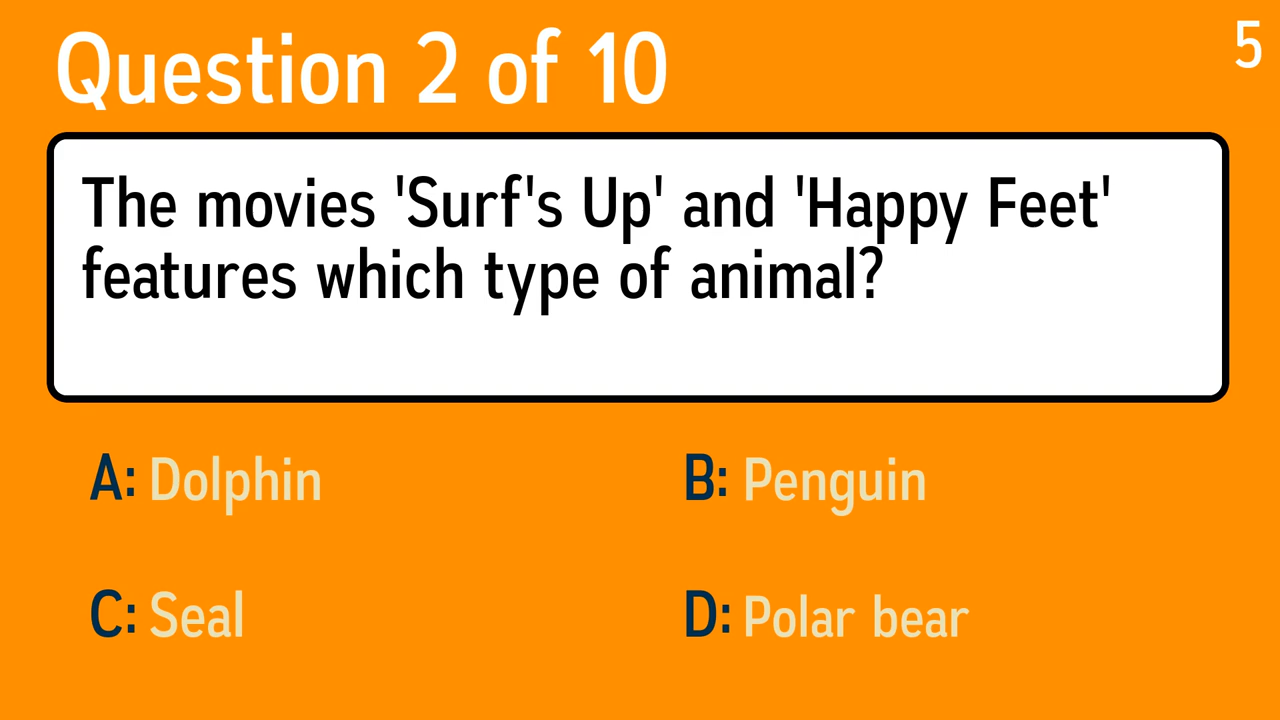 Question 2 of 10
5
The movies 'Surf's Up' and 'Happy Feet'
features which type of animal?
A: Dolphin
B: Penguin
C: Seal
D: Polar bear